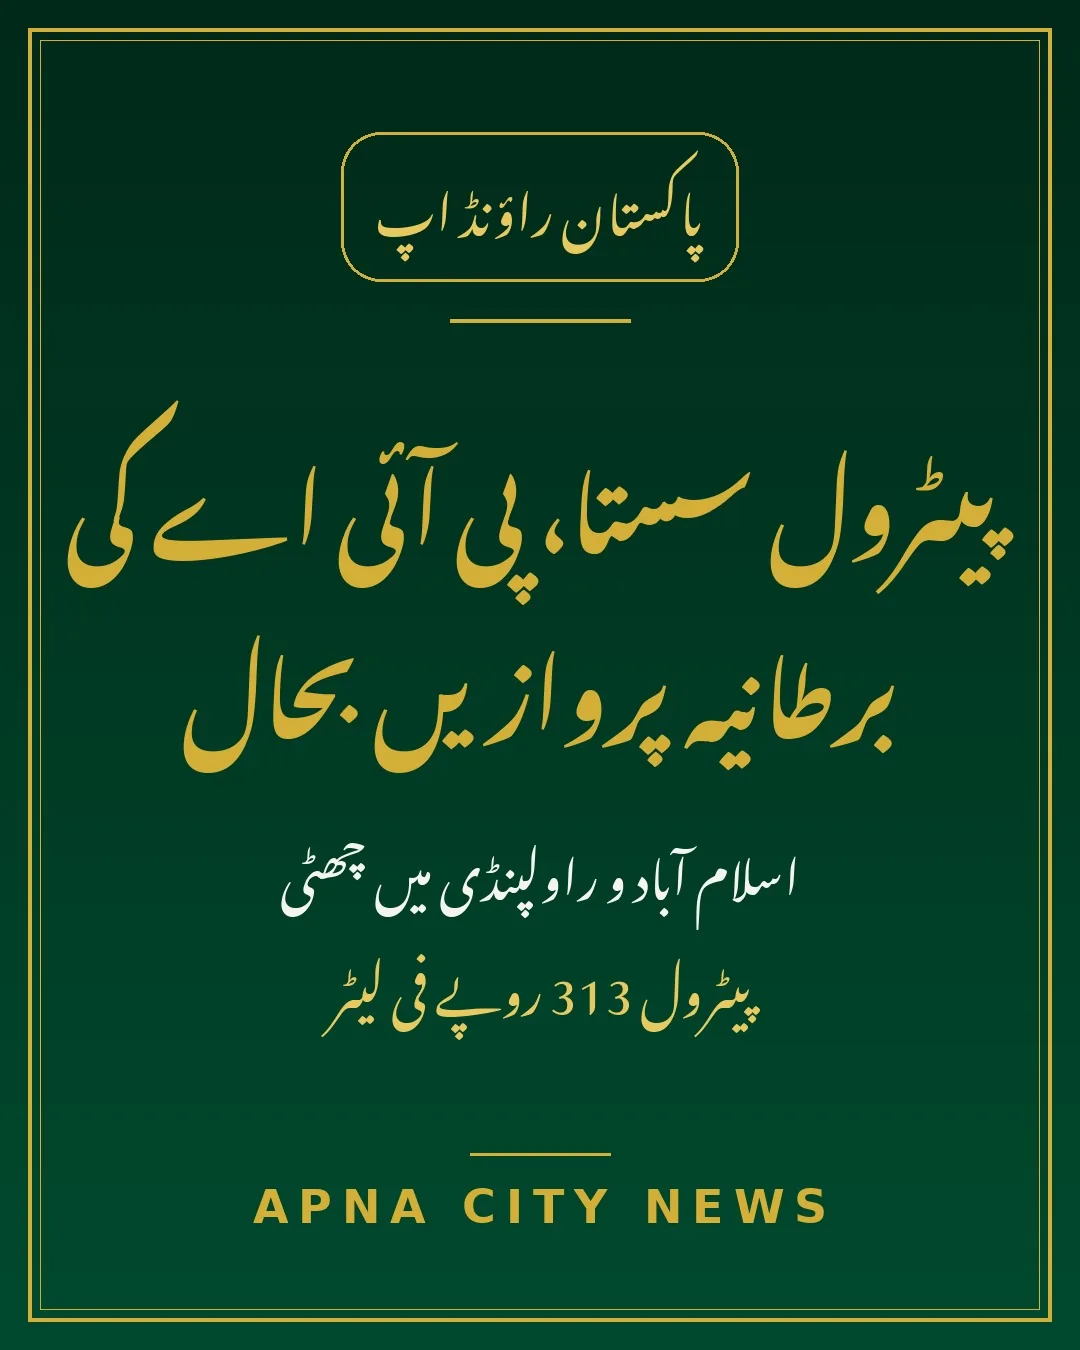 پاکستان راؤنڈ اپ
پیٹرول سستا، پی آئی اے کی
برطانیہ پروازیں بحال
اسلام آباد و راولپنڈی میں چھٹی
پیٹرول 313 روپے فی لیٹر
APNA CITY NEWS